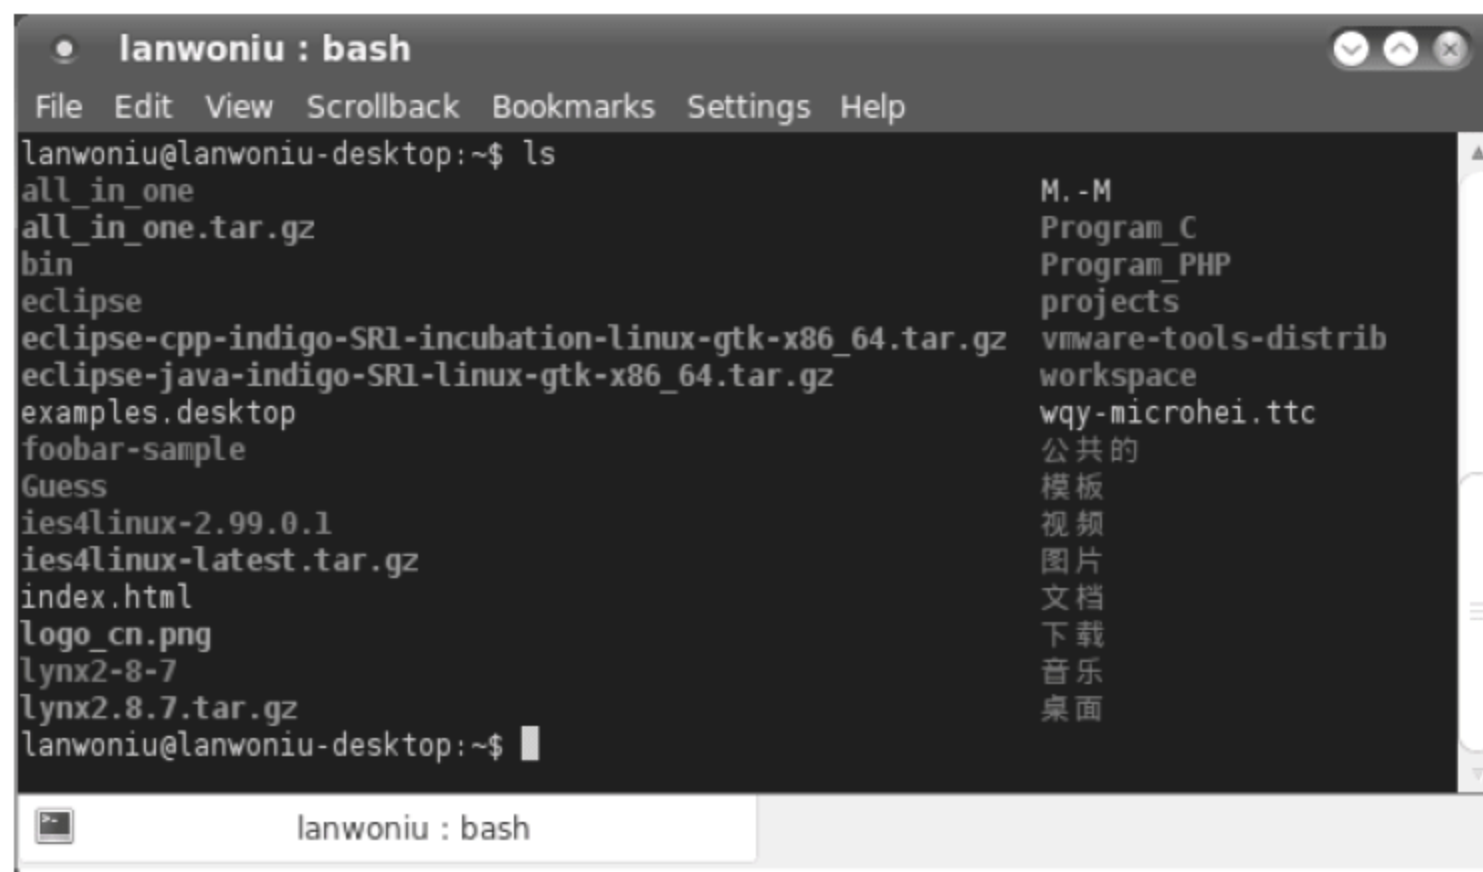 lanwoniu : bash
File Edit View Scrollback Bookmarks Settings Help
lanwoniu@lanwoniu-desktop:~$ ls
all_in_one M.-M
all_in_one.tar.gz Program_C
bin Program_PHP
eclipse projects
eclipse-cpp-indigo-SR1-incubation-linux-gtk-x86_64.tar.gz vmware-tools-distrib
eclipse-java-indigo-SR1-linux-gtk-x86_64.tar.gz workspace
examples.desktop wqy-microhei.ttc
foobar-sample 公共的
Guess 模板
ies4linux-2.99.0.1 视频
ies4linux-latest.tar.gz 图片
index.html 文档
logo_cn.png 下载
lynx2-8-7 音乐
lynx2.8.7.tar.gz 桌面
lanwoniu@lanwoniu-desktop:~$
lanwoniu : bash